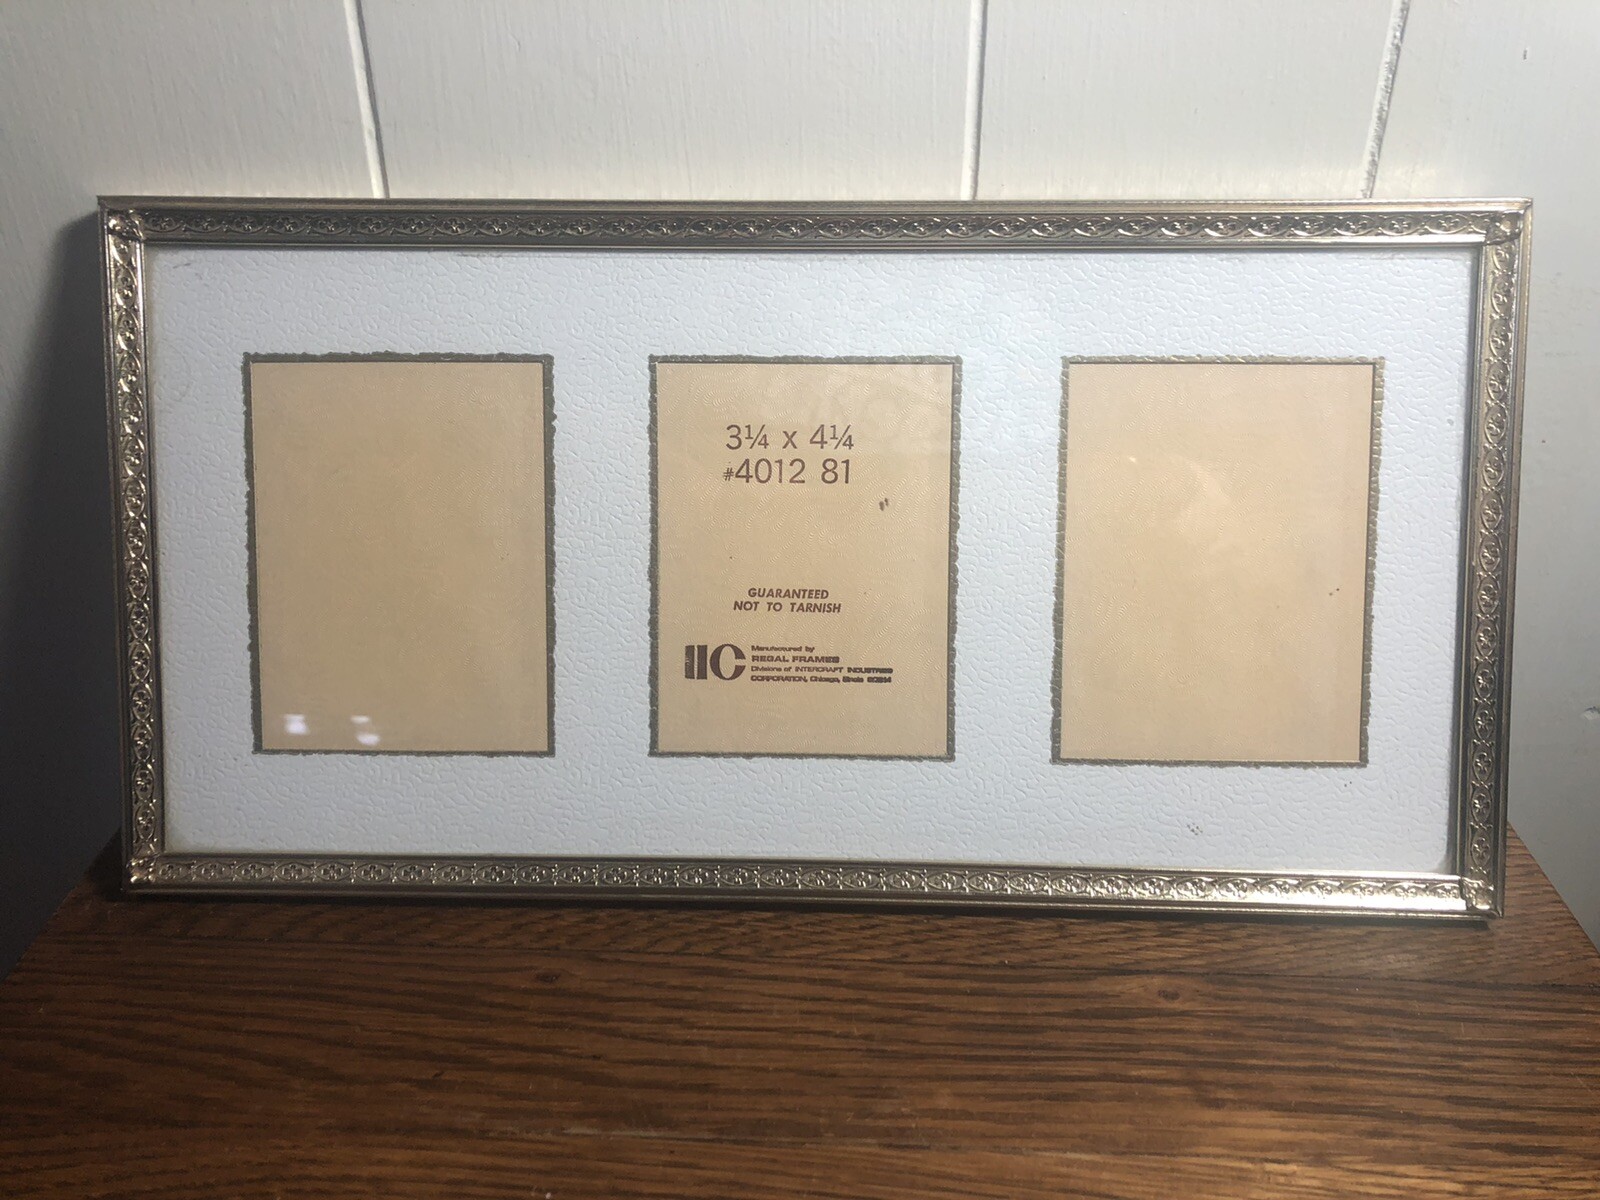 3¼ x 4¼
#4012 81
GUARANTEED
NOT TO TARNISH
IIC
Manufactured by
REGAL FRAMES
Divisions of INTERCRAFT INDUSTRIES
CORPORATION, Chicago, Illinois